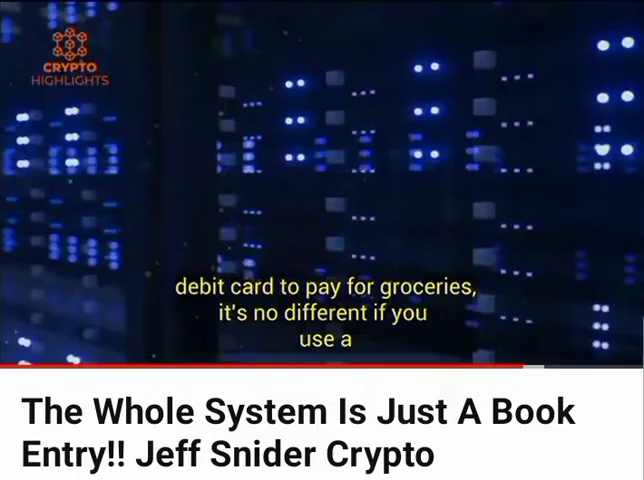 CRYPTO
HIGHLIGHTS
debit card to pay for groceries,
it's no different if you
use a
The Whole System Is Just A Book
Entry!! Jeff Snider Crypto